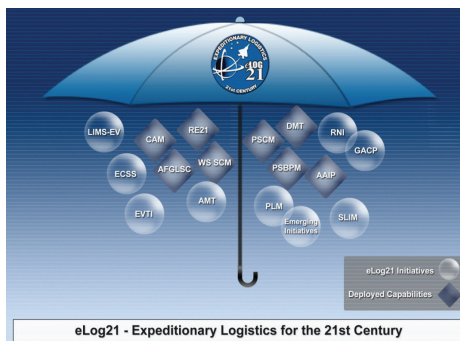 EXPEDITIONARY LOGISTICS
eLOG
21
21ST CENTURY
LIMS-EV
CAM
RE21
PSCM
DMT
RNI
GACP
ECSS
AFGLSC
WS SCM
PSBPM
AAIP
EVTI
AMT
PLM
Emerging
Initiatives
SLIM
eLog21 Initiatives
Deployed Capabilities
eLog21 - Expeditionary Logistics for the 21st Century